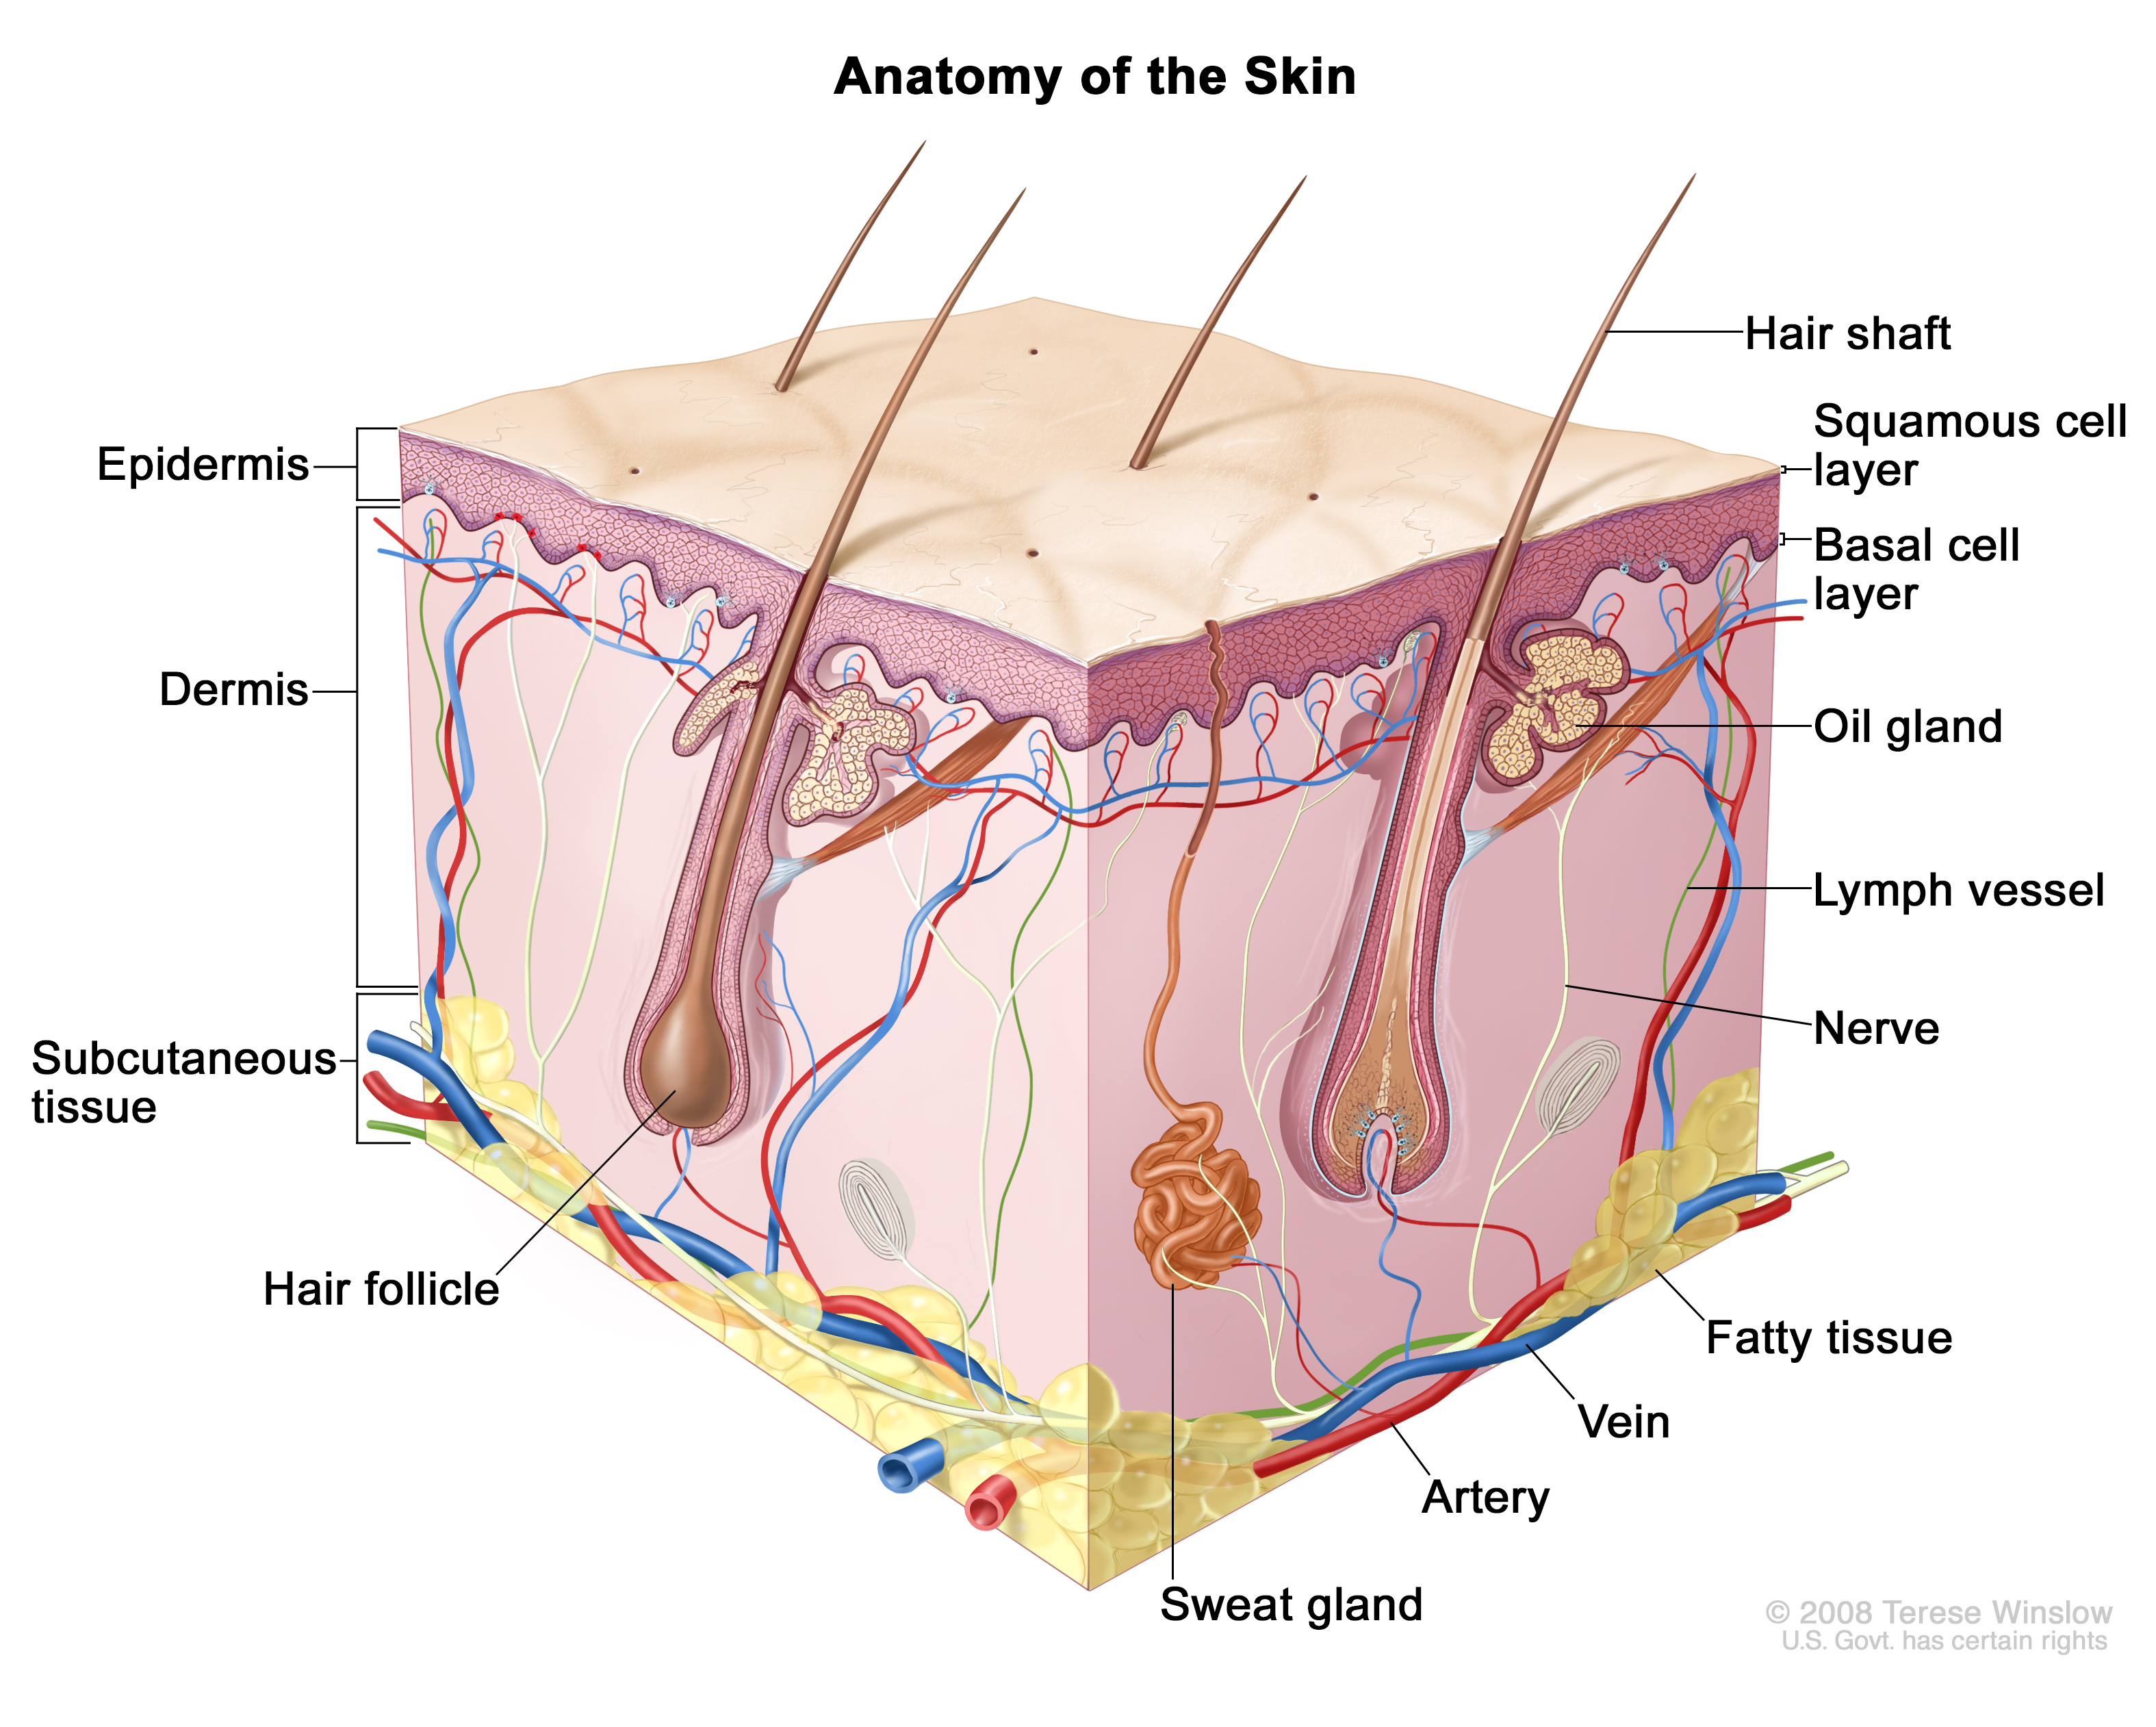 Anatomy of the Skin
Hair shaft
Squamous cell
layer
Epidermis
Basal cell
layer
Dermis
Oil gland
Lymph vessel
Nerve
Subcutaneous
tissue
Hair follicle
Fatty tissue
Vein
Artery
Sweat gland
© 2008 Terese Winslow
U.S. Govt. has certain rights